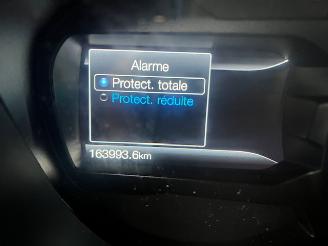 Alarme
Protect. totale
Protect. réduite
163993.6km